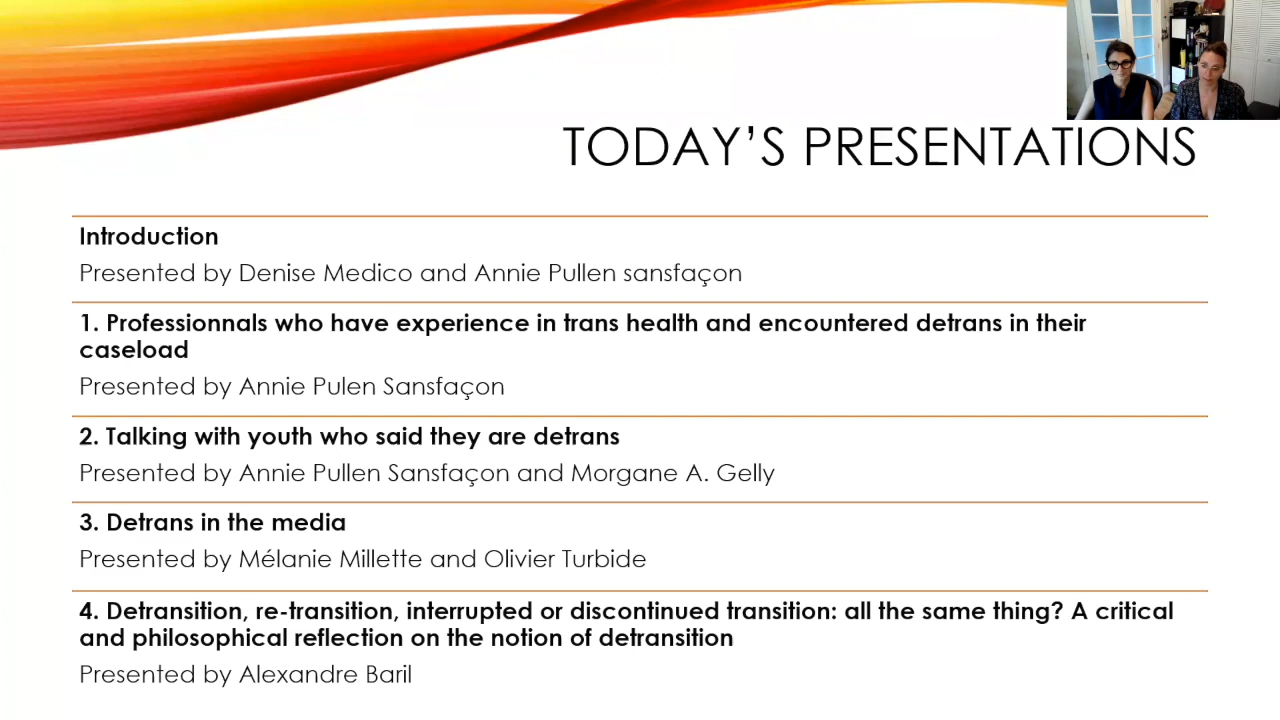 TODAY'S PRESENTATIONS
Introduction
Presented by Denise Medico and Annie Pullen sansfaçon
1. Professionnals who have experience in trans health and encountered detrans in their
caseload
Presented by Annie Pulen Sansfaçon
2. Talking with youth who said they are detrans
Presented by Annie Pullen Sansfaçon and Morgane A. Gelly
3. Detrans in the media
Presented by Mélanie Millette and Olivier Turbide
4. Detransition, re-transition, interrupted or discontinued transition: all the same thing? A critical
and philosophical reflection on the notion of detransition
Presented by Alexandre Baril